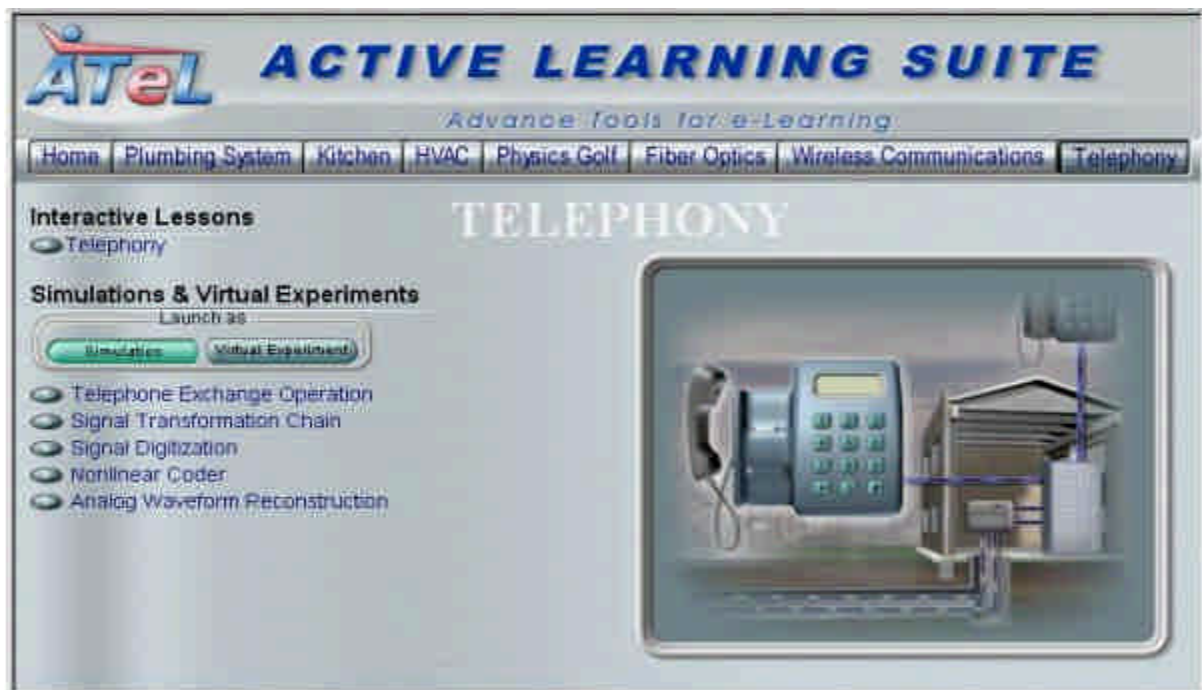 ATeL
ACTIVE LEARNING SUITE
Advance Tools for e-Learning
Home Plumbing System Kitchen HVAC Physics Golf Fiber Optics Wireless Communications Telephony
TELEPHONY
Interactive Lessons
Telephony
Simulations & Virtual Experiments
Launch as
Simulation Virtual Experiment
Telephone Exchange Operation
Signal Transformation Chain
Signal Digitization
Nonlinear Coder
Analog Waveform Reconstruction